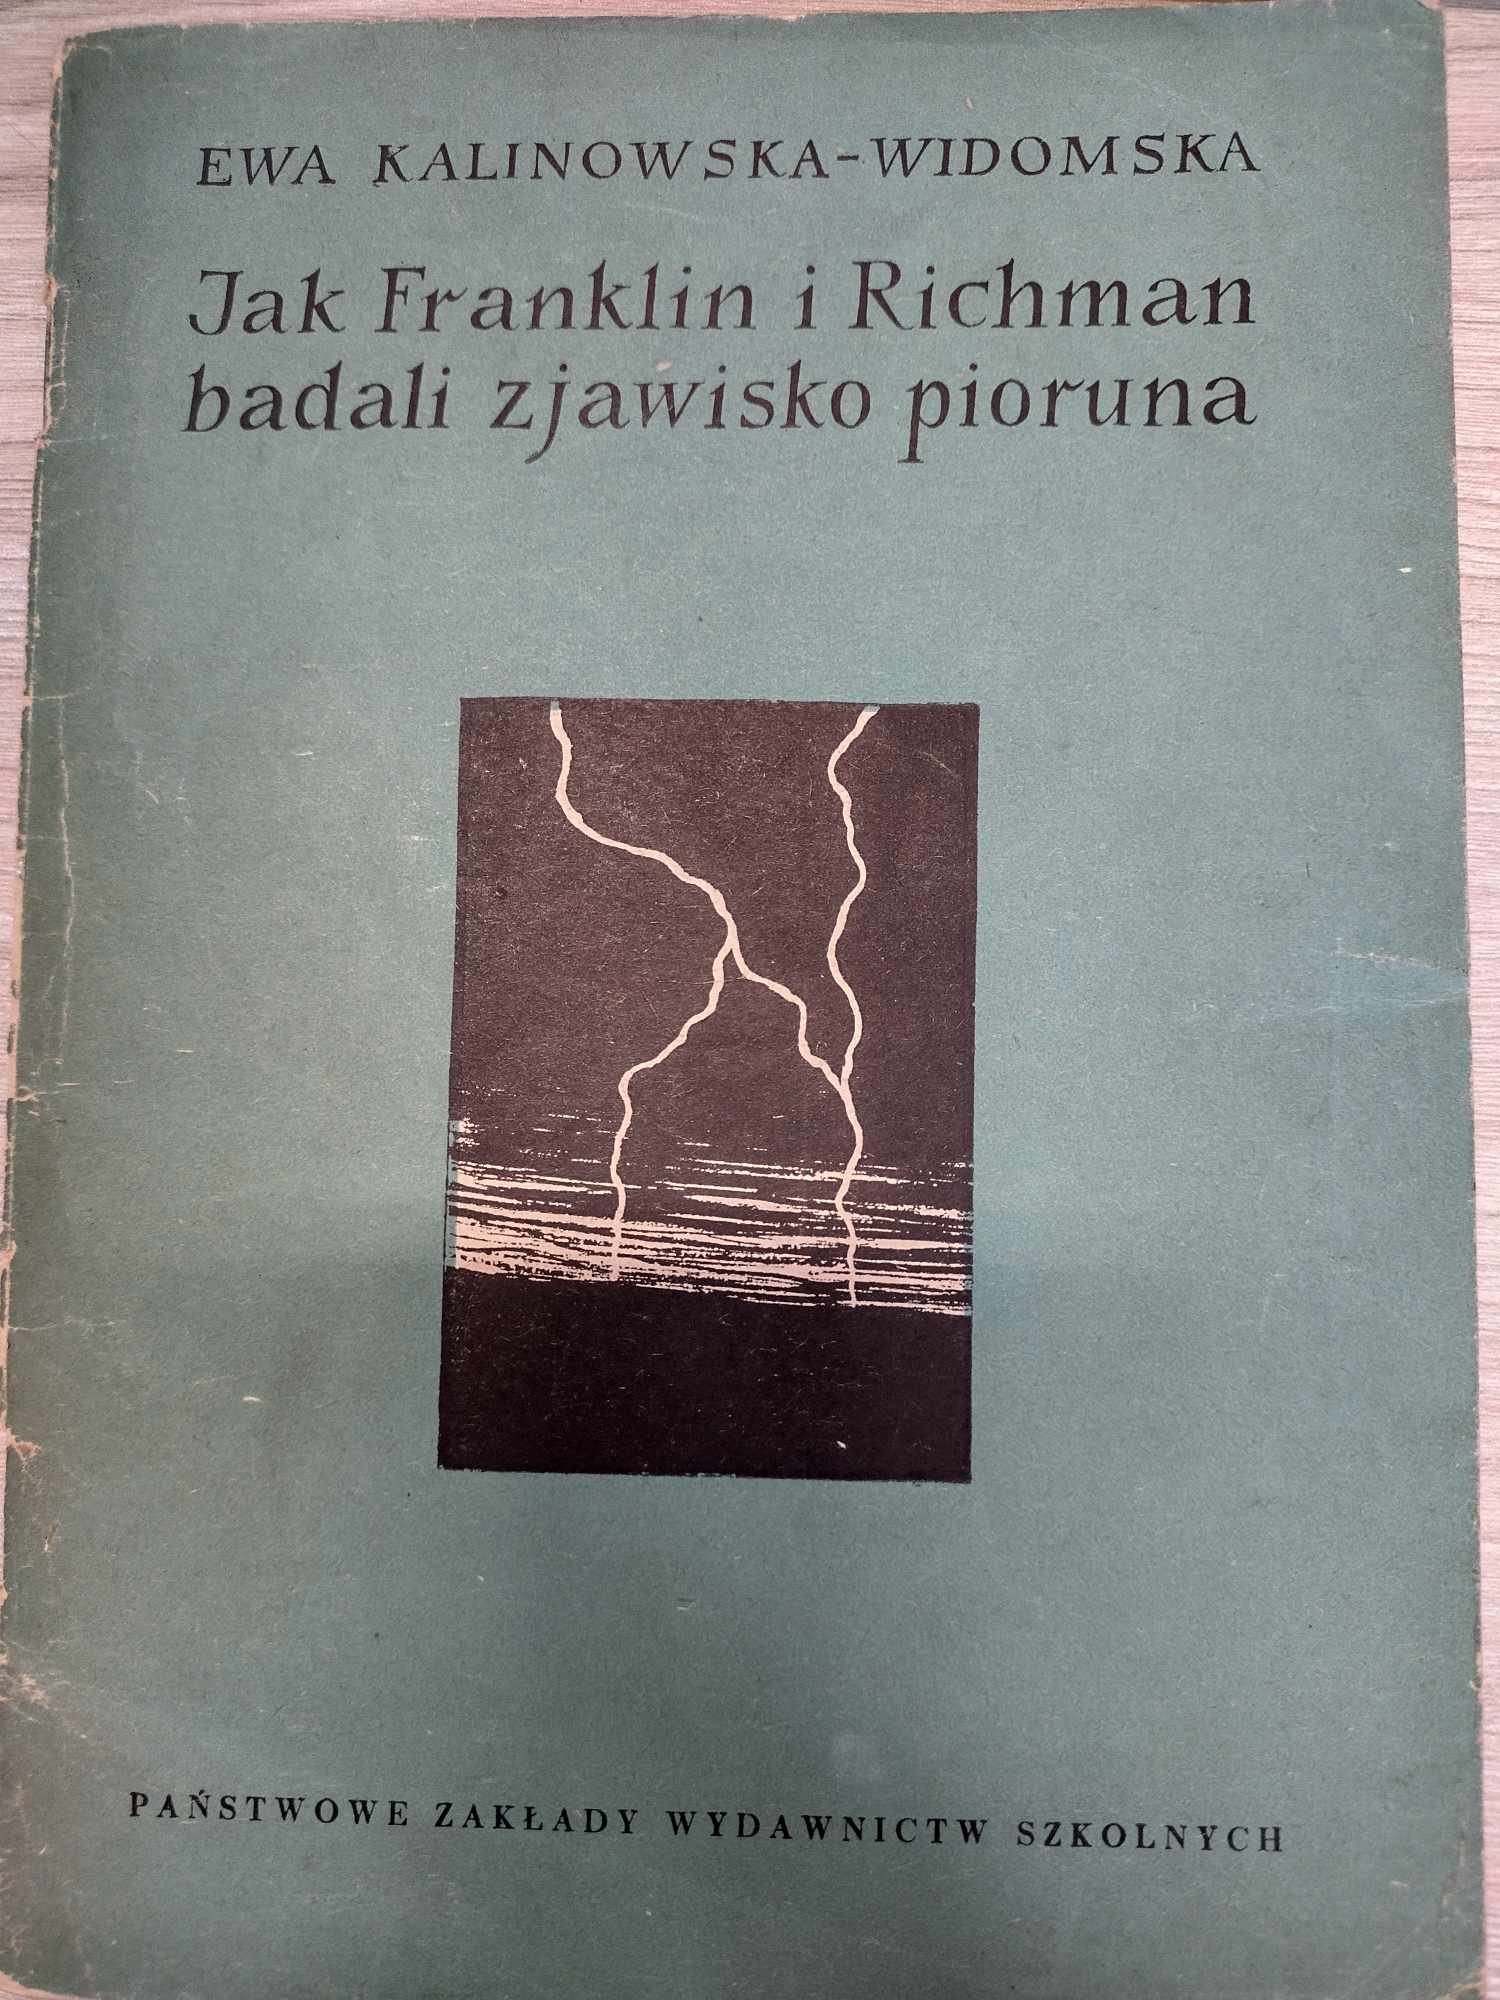 EWA KALINOWSKA-WIDOMSKA
Jak Franklin i Richman
badali zjawisko pioruna
PAŃSTWOWE ZAKŁADY WYDAWNICTW SZKOLNYCH